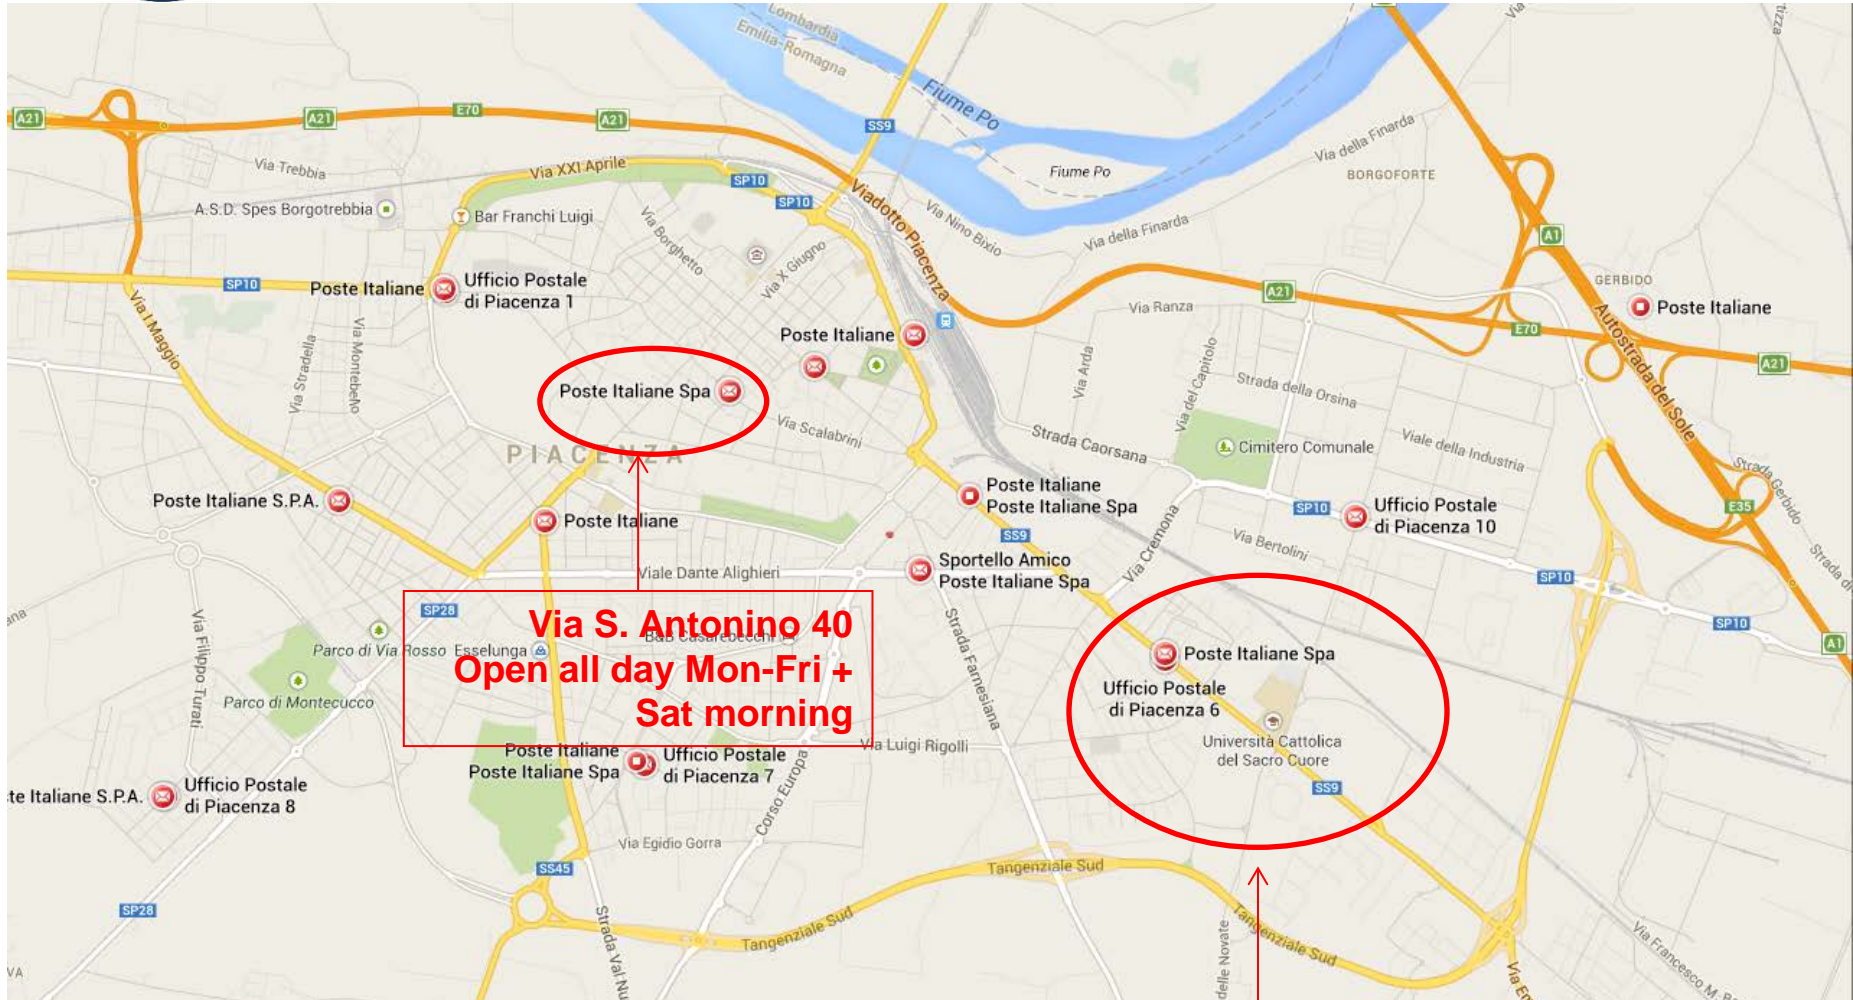 Lombardia
Emilia-Romagna
Fiume Po
Fiume Po
A21
A21
E70
A21
SS9
A1
Via Trebbia
Via XXI Aprile
SP10
SP10
Viadotto Piacenza
Via Nino Bixio
Via della Finarda
Via della Finarda
BORGOFORTE
A.S.D. Spes Borgotrebbia
Bar Franchi Luigi
Via Borghetto
Via X Giugno
SP10
Poste Italiane
Ufficio Postale
di Piacenza 1
Via I Maggio
Via Stradella
Via Montebello
Poste Italiane
A21
GERBIDO
Poste Italiane
Via Ranza
E70
A21
Autostrada del Sole
Via Arda
Via del Capitolo
Strada della Orsina
Poste Italiane Spa
Via Scalabrini
PIACENZA
Strada Caorsana
Cimitero Comunale
Viale della Industria
Strada Gerbido
E35
Poste Italiane S.P.A.
Poste Italiane
Poste Italiane
Poste Italiane Spa
SP10
Ufficio Postale
di Piacenza 10
SS9
Via Cremona
Via Bertolini
Sportello Amico
Poste Italiane Spa
Viale Dante Alighieri
SP10
SP10
A1
SP28
Via S. Antonino 40
Open all day Mon-Fri +
Sat morning
B&B Casarebecchi
Parco di Via Rosso
Esselunga
Parco di Montecucco
Via Filippo Turati
Strada Farnesiana
Poste Italiane Spa
Ufficio Postale
di Piacenza 6
Università Cattolica
del Sacro Cuore
Via Luigi Rigolli
Poste Italiane
Poste Italiane Spa
Ufficio Postale
di Piacenza 7
te Italiane S.P.A.
Ufficio Postale
di Piacenza 8
SS9
Corso Europa
Via Egidio Gorra
SS45
Tangenziale Sud
SP28
Tangenziale Sud
Tangenziale Sud
Strada Val Nu
delle Novate
Via Francesco M.